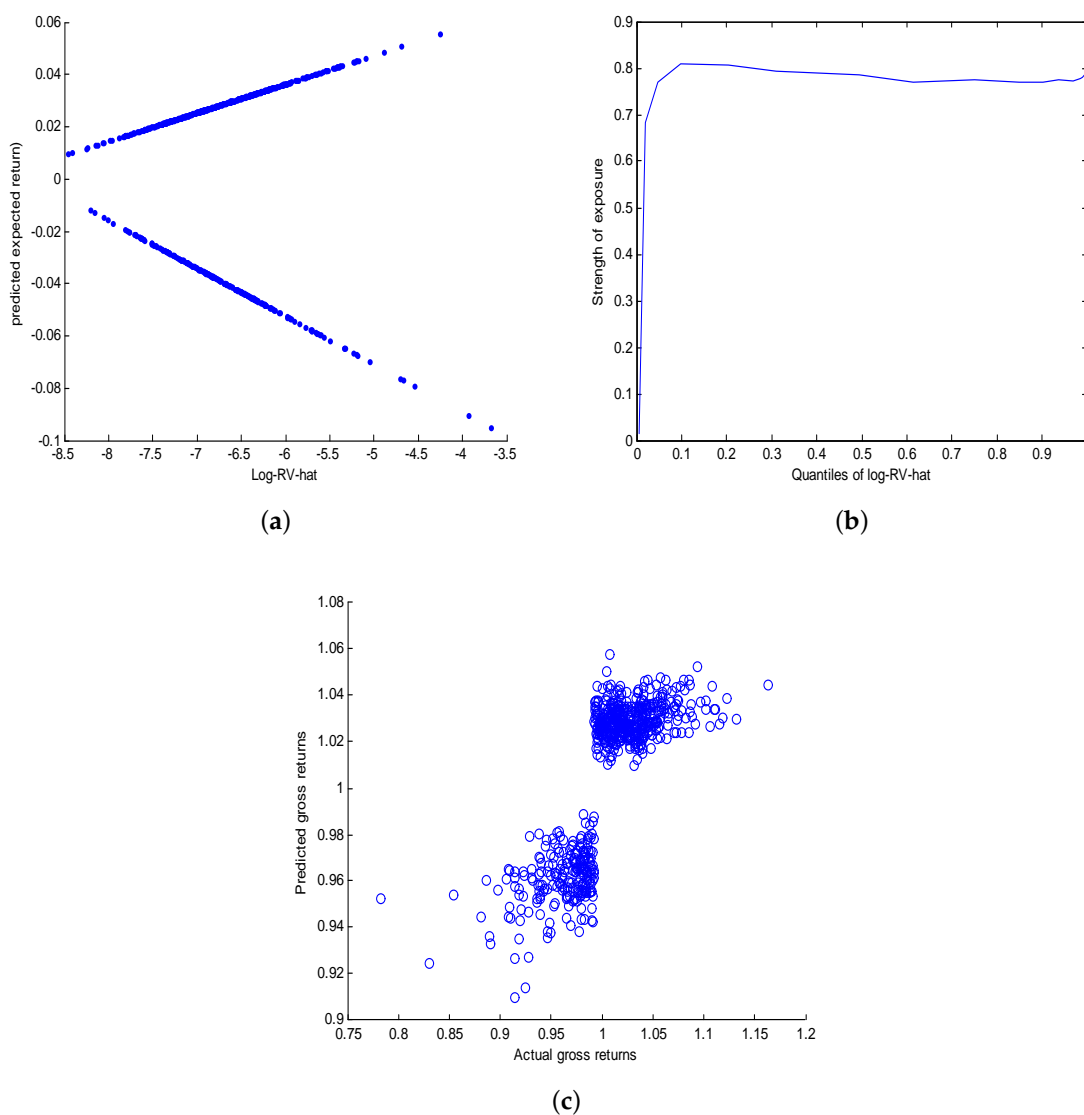 0.06
0.04
0.02
0
-0.02
-0.04
-0.06
-0.08
-0.1
predicted expected return)
-8.5 -8 -7.5 -7 -6.5 -6 -5.5 -5 -4.5 -4 -3.5
Log-RV-hat
(a)
0.9
0.8
0.7
0.6
0.5
0.4
0.3
0.2
0.1
0
Strength of exposure
0 0.1 0.2 0.3 0.4 0.5 0.6 0.7 0.8 0.9
Quantiles of log-RV-hat
(b)
1.08
1.06
1.04
1.02
1
0.98
0.96
0.94
0.92
0.9
Predicted gross returns
0.75 0.8 0.85 0.9 0.95 1 1.05 1.1 1.15 1.2
Actual gross returns
(c)